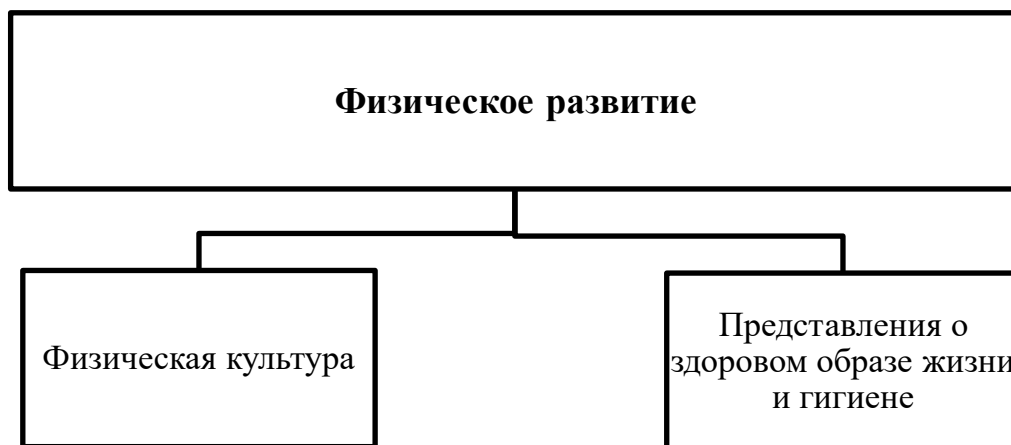 Физическое развитие
Физическая культура
Представления о
здоровом образе жизни
и гигиене